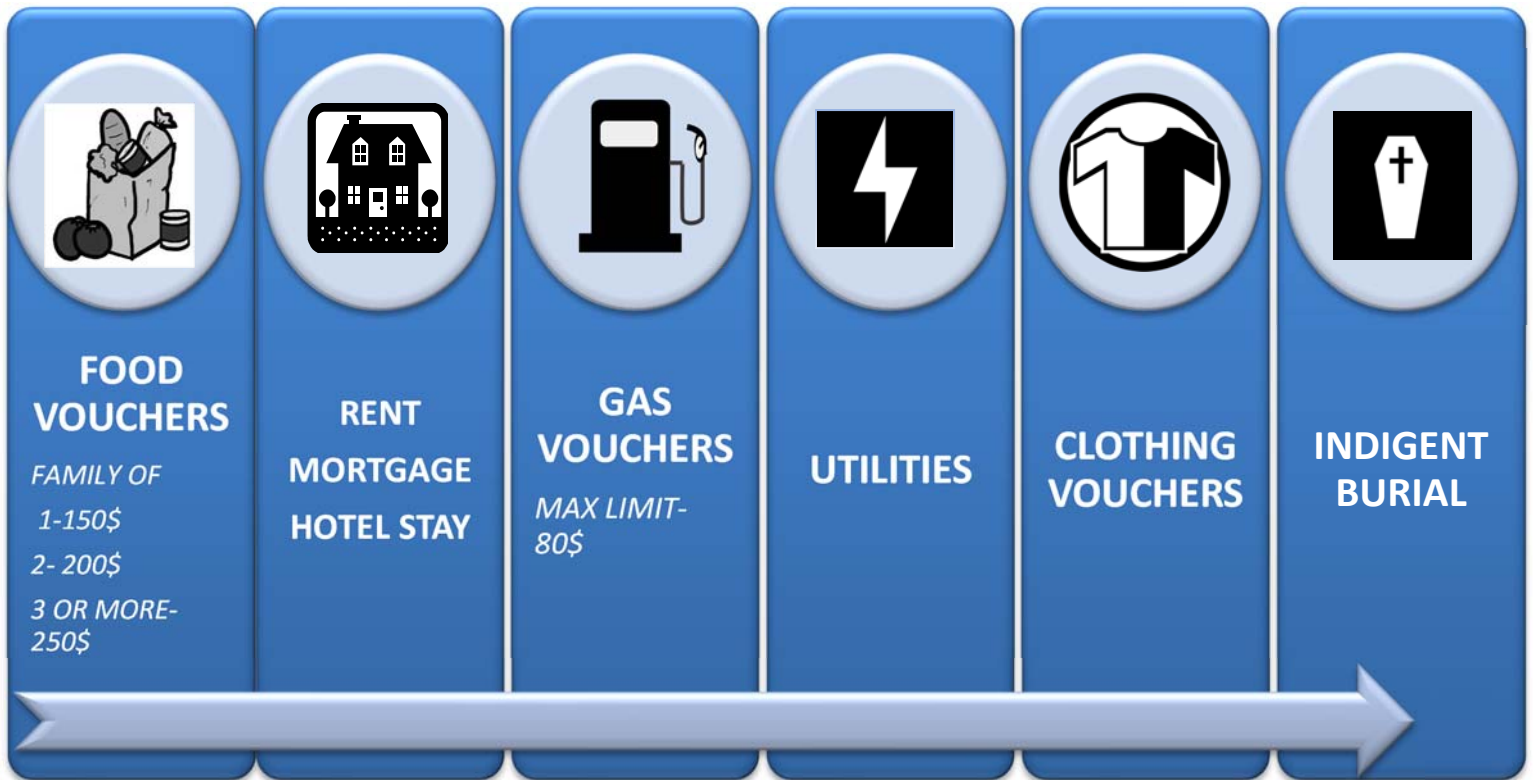 FOOD
VOUCHERS
FAMILY OF
1-150$
2- 200$
3 OR MORE-
250$
RENT
MORTGAGE
HOTEL STAY
GAS
VOUCHERS
MAX LIMIT-
80$
UTILITIES
CLOTHING
VOUCHERS
INDIGENT
BURIAL